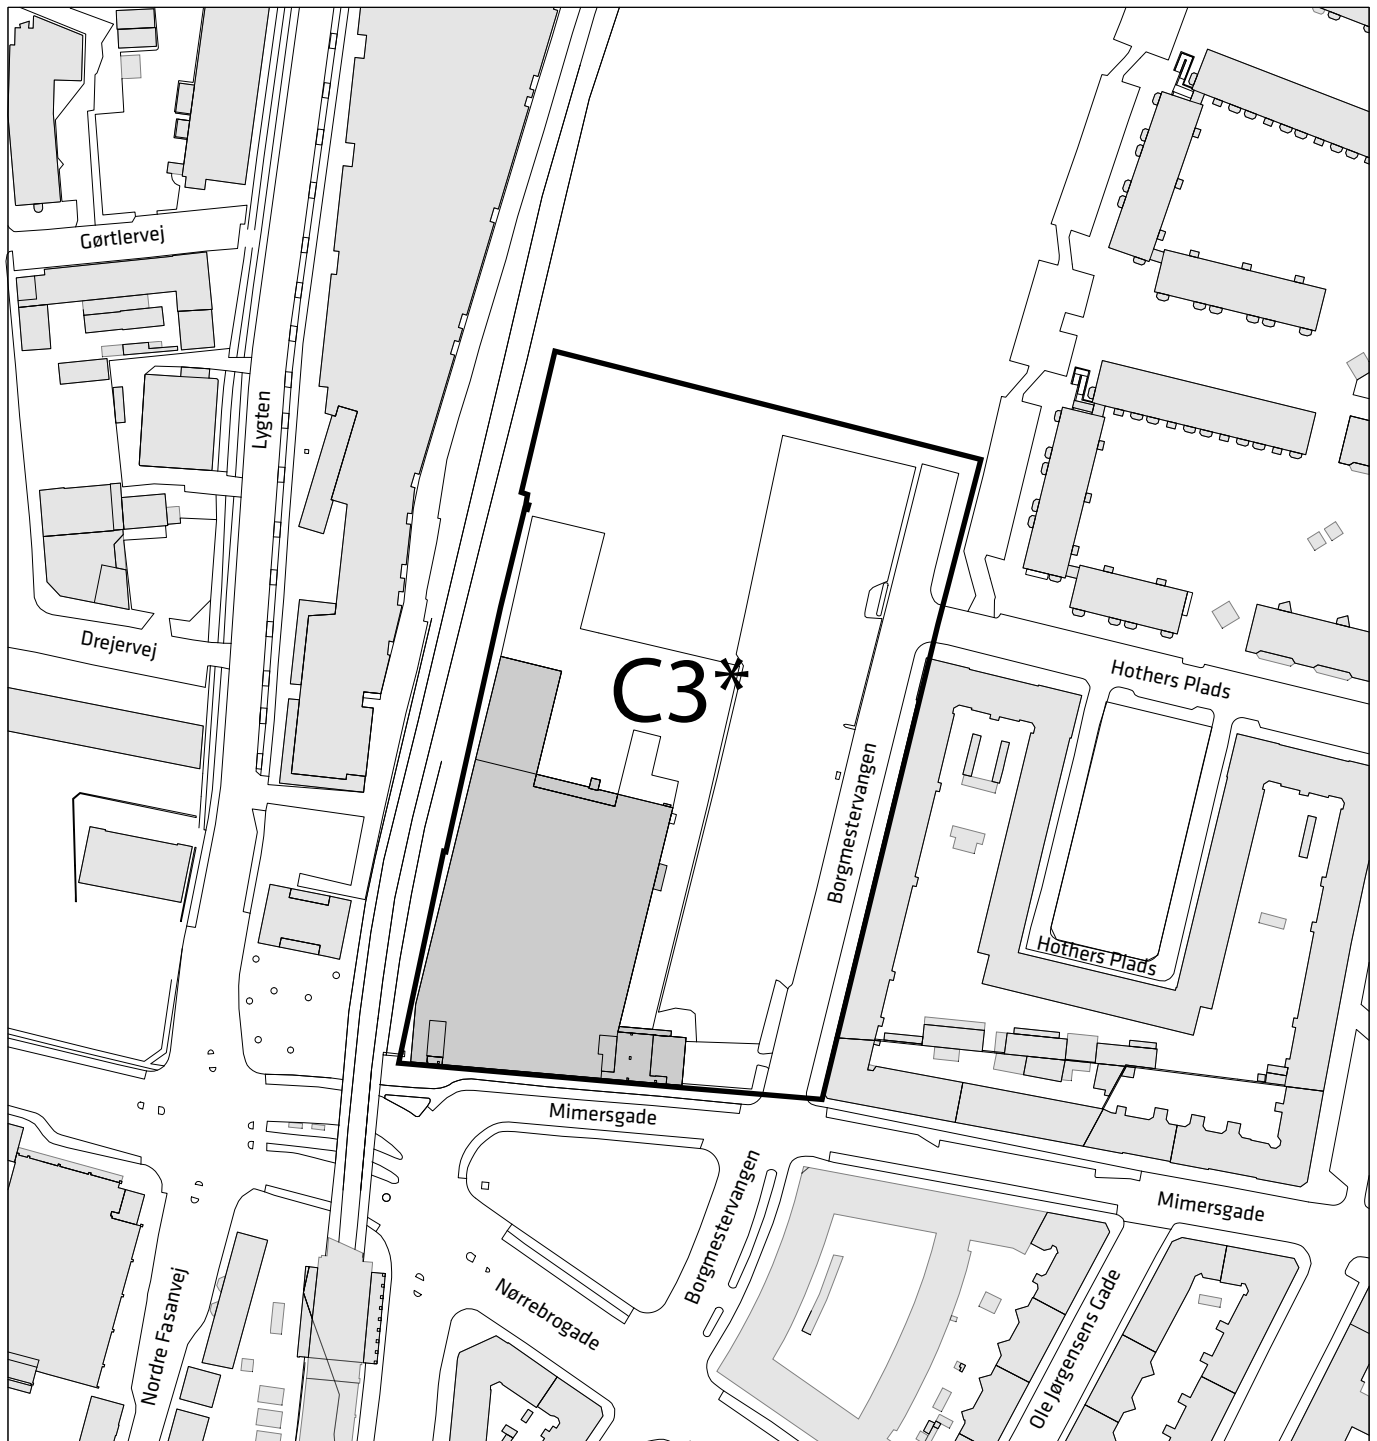 Gørtlervej
Lygten
Drejervej
C3*
Hothers Plads
Borgmestervangen
Hothers Plads
Mimersgade
Borgmestervangen
Mimersgade
Nørrebrogade
Nordre Fasanvej
Ole Jørgensens Gade